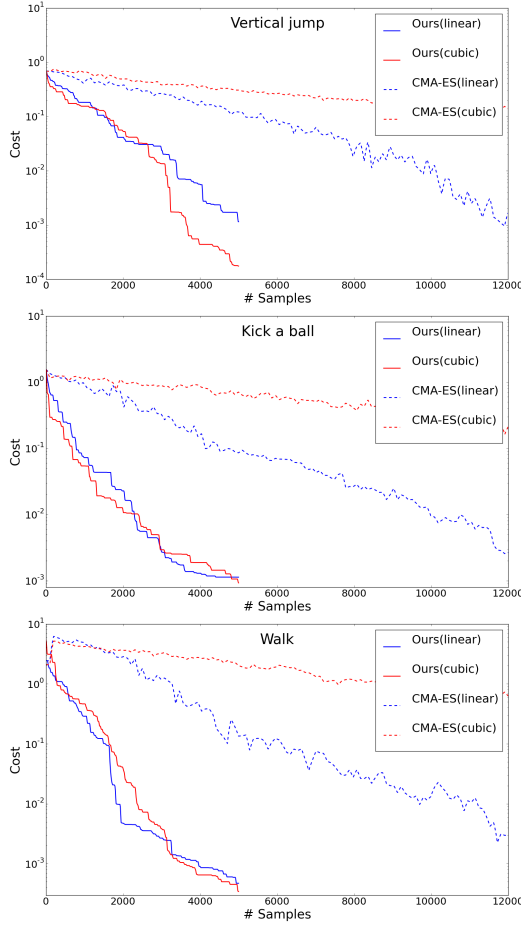 Vertical jump
Ours(linear)
Ours(cubic)
CMA-ES(linear)
CMA-ES(cubic)
10^1
10^0
10^-1
10^-2
10^-3
10^-4
Cost
0 2000 4000 6000 8000 10000 12000
# Samples
Kick a ball
Ours(linear)
Ours(cubic)
CMA-ES(linear)
CMA-ES(cubic)
10^1
10^0
10^-1
10^-2
10^-3
Cost
0 2000 4000 6000 8000 10000 12000
# Samples
Walk
Ours(linear)
Ours(cubic)
CMA-ES(linear)
CMA-ES(cubic)
10^1
10^0
10^-1
10^-2
10^-3
Cost
0 2000 4000 6000 8000 10000 12000
# Samples